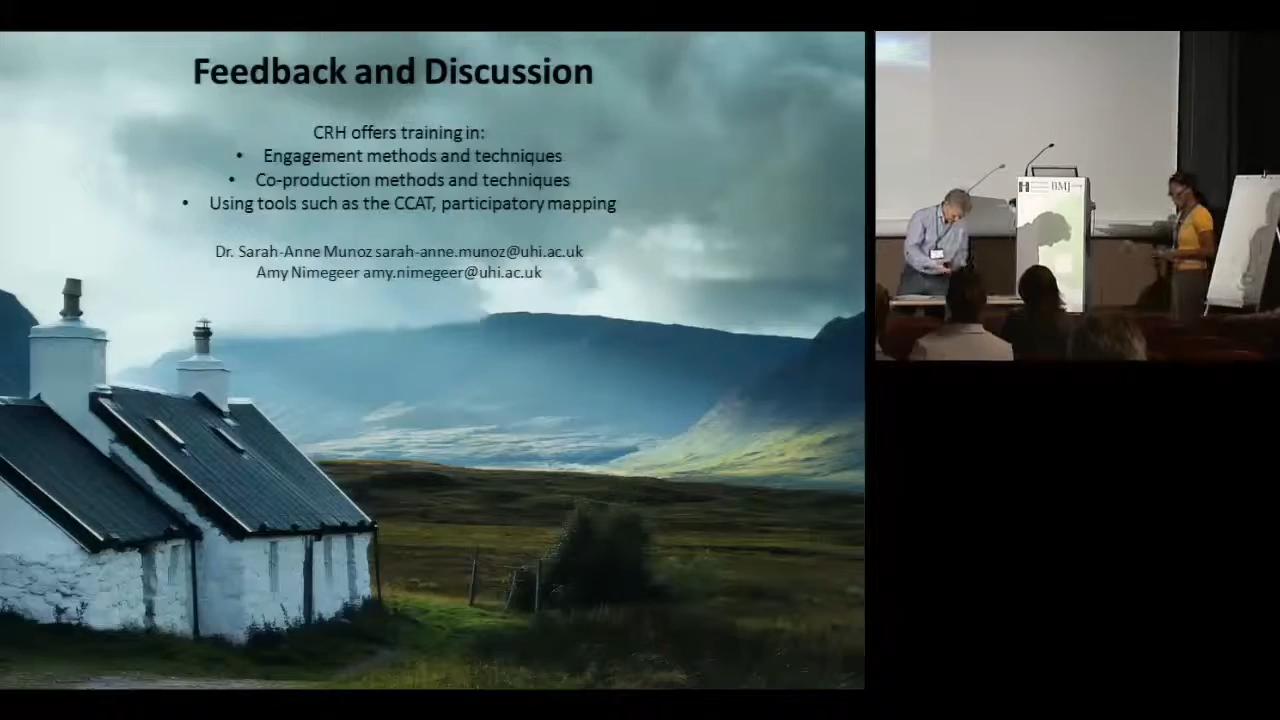 Feedback and Discussion
CRH offers training in:
• Engagement methods and techniques
• Co-production methods and techniques
• Using tools such as the CCAT, participatory mapping
Dr. Sarah-Anne Munoz sarah-anne.munoz@uhi.ac.uk
Amy Nimegeer amy.nimegeer@uhi.ac.uk
BMJ